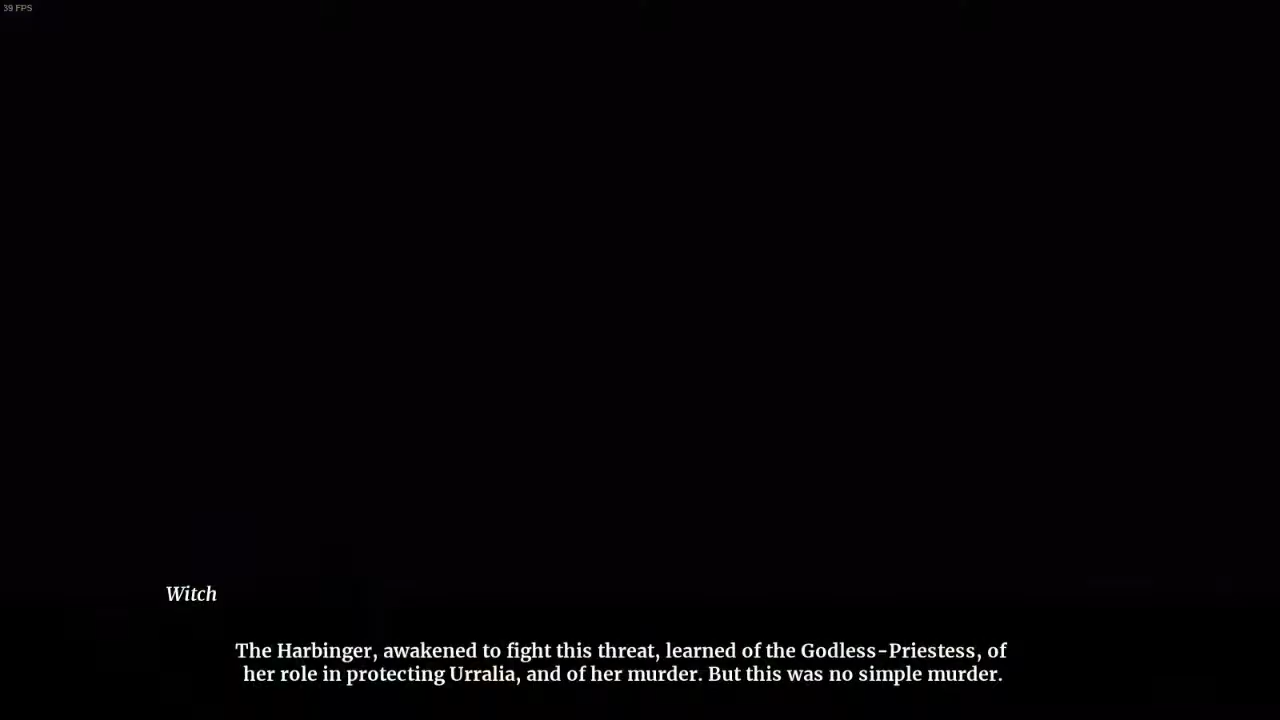 39 FPS
Witch
The Harbinger, awakened to fight this threat, learned of the Godless-Priestess, of
her role in protecting Urralia, and of her murder. But this was no simple murder.